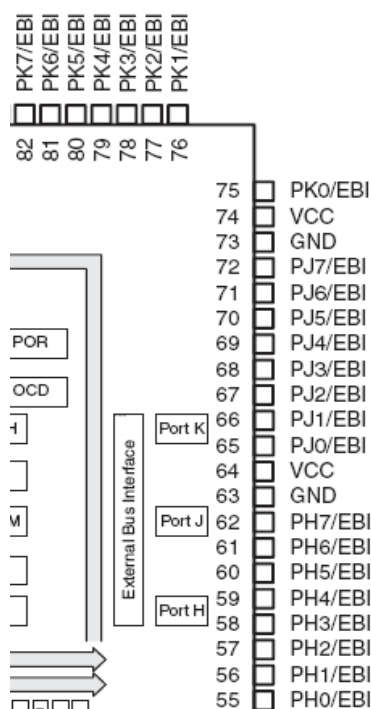 PK7/EBI
PK6/EBI
PK5/EBI
PK4/EBI
PK3/EBI
PK2/EBI
PK1/EBI
82
81
80
79
78
77
76
75 PK0/EBI
74 VCC
73 GND
72 PJ7/EBI
71 PJ6/EBI
70 PJ5/EBI
69 PJ4/EBI
68 PJ3/EBI
67 PJ2/EBI
66 PJ1/EBI
65 PJ0/EBI
64 VCC
63 GND
62 PH7/EBI
61 PH6/EBI
60 PH5/EBI
59 PH4/EBI
58 PH3/EBI
57 PH2/EBI
56 PH1/EBI
55 PH0/EBI
POR
OCD
H
M
External Bus Interface
Port K
Port J
Port H